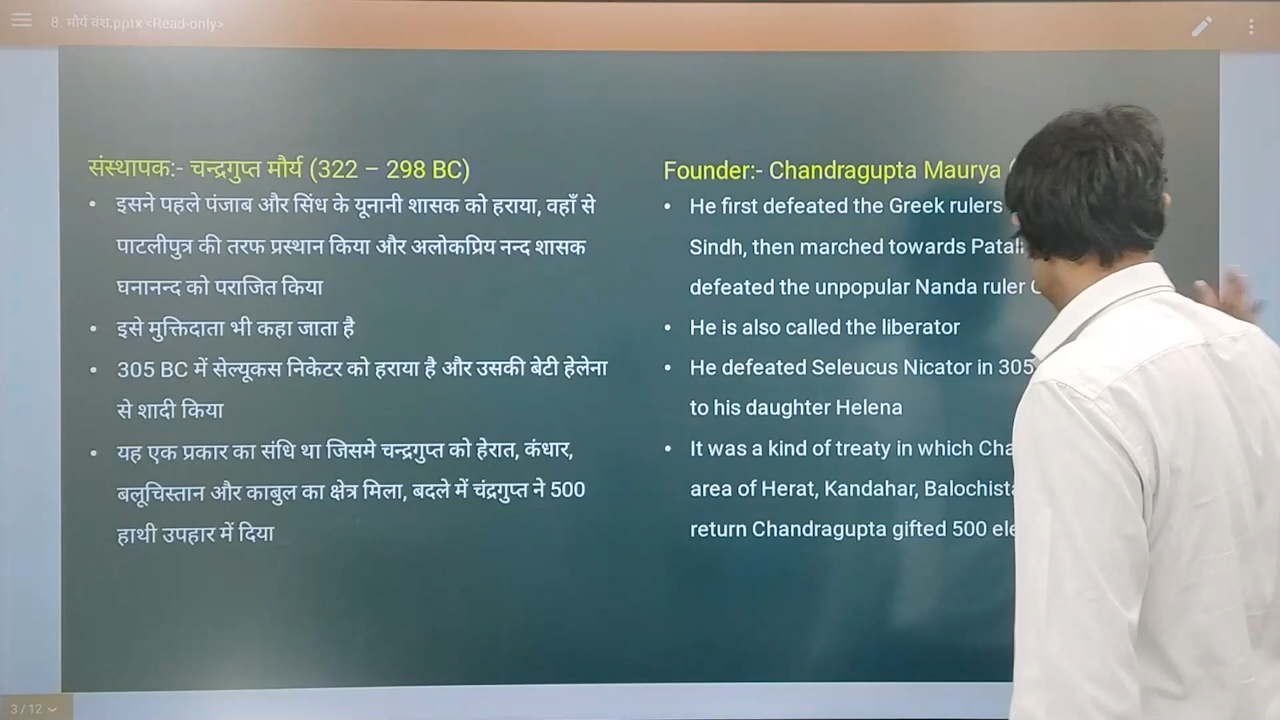 8. मौर्य वंश.pptx <Read-only>
संस्थापक:- चन्द्रगुप्त मौर्य (322 – 298 BC)
• इसने पहले पंजाब और सिंध के यूनानी शासक को हराया, वहाँ से
पाटलीपुत्र की तरफ प्रस्थान किया और अलोकप्रिय नन्द शासक
घनानन्द को पराजित किया
• इसे मुक्तिदाता भी कहा जाता है
• 305 BC में सेल्यूकस निकेटर को हराया है और उसकी बेटी हेलेना
से शादी किया
• यह एक प्रकार का संधि था जिसमे चन्द्रगुप्त को हेरात, कंधार,
बलूचिस्तान और काबुल का क्षेत्र मिला, बदले में चंद्रगुप्त ने 500
हाथी उपहार में दिया
Founder:- Chandragupta Maurya (
• He first defeated the Greek rulers
Sindh, then marched towards Patali
defeated the unpopular Nanda ruler
• He is also called the liberator
• He defeated Seleucus Nicator in 305
to his daughter Helena
• It was a kind of treaty in which Cha
area of Herat, Kandahar, Balochista
return Chandragupta gifted 500 ele
3 / 12